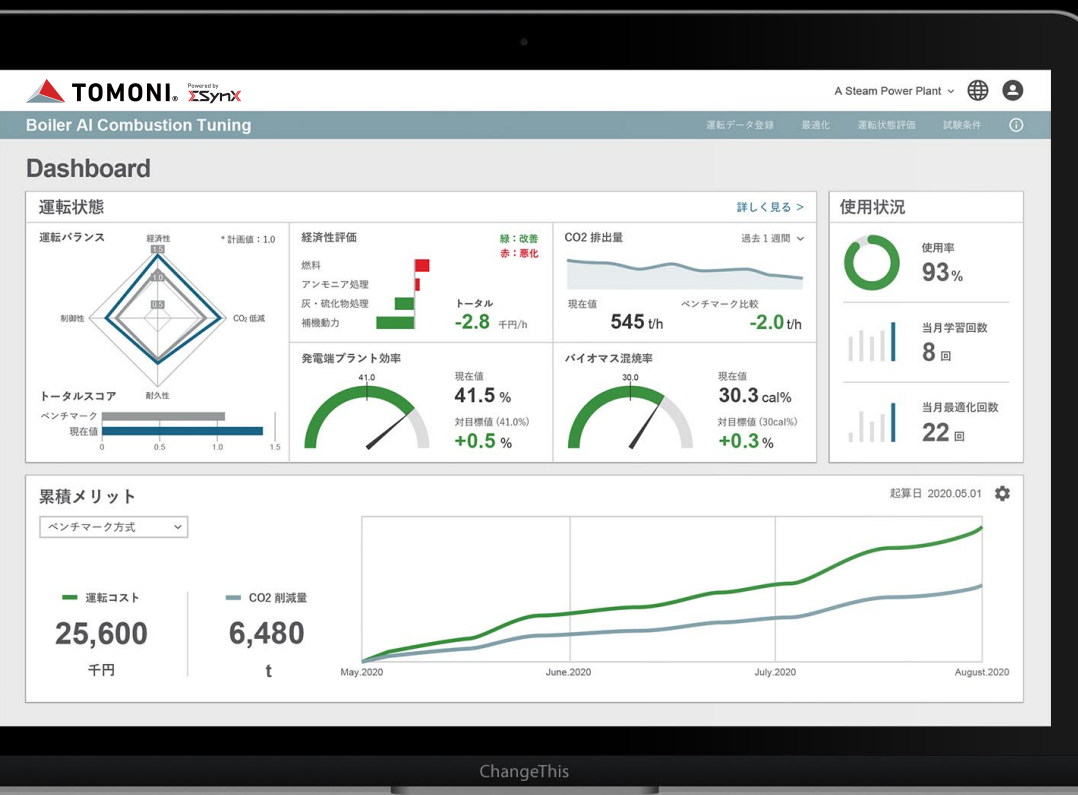 TOMONI® Powered by ΣSynX
A Steam Power Plant
Boiler AI Combustion Tuning
運転データ登録 最適化 運転状態評価 試験条件
Dashboard
運転状態 詳しく見る >
運転バランス
* 計画値：1.0
経済性
1.5
1.0
0.5
制御性
CO₂ 低減
耐久性
トータルスコア
ベンチマーク
現在値
0 0.5 1.0 1.5
経済性評価
緑：改善
赤：悪化
燃料
アンモニア処理
灰・硫化物処理
補機動力
トータル
-2.8 千円/h
CO2 排出量 過去 1 週間
現在値 ベンチマーク比較
545 t/h -2.0 t/h
発電端プラント効率
41.0
現在値
41.5 %
対目標値 (41.0%)
+0.5 %
バイオマス混焼率
30.0
現在値
30.3 cal%
対目標値 (30cal%)
+0.3 %
使用状況
使用率
93%
当月学習回数
8 回
当月最適化回数
22 回
累積メリット
起算日 2020.05.01
ベンチマーク方式
運転コスト
25,600
千円
CO2 削減量
6,480
t
May.2020 June.2020 July.2020 August.2020
ChangeThis